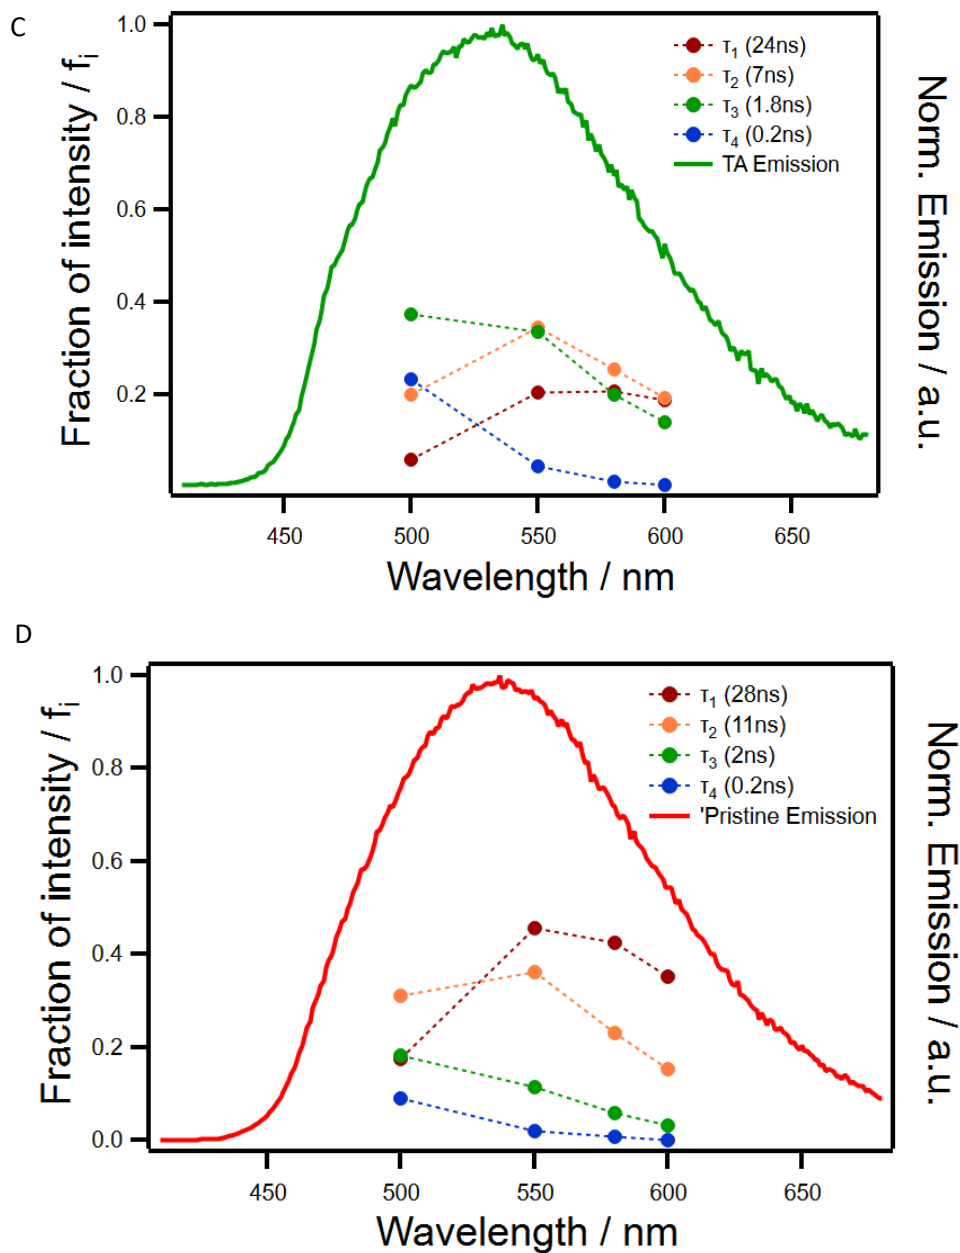 C
1.0
0.8
0.6
0.4
0.2
Fraction of intensity / fᵢ
Norm. Emission / a.u.
τ₁ (24ns)
τ₂ (7ns)
τ₃ (1.8ns)
τ₄ (0.2ns)
TA Emission
450 500 550 600 650
Wavelength / nm
D
1.0
0.8
0.6
0.4
0.2
0.0
Fraction of intensity / fᵢ
Norm. Emission / a.u.
τ₁ (28ns)
τ₂ (11ns)
τ₃ (2ns)
τ₄ (0.2ns)
'Pristine Emission
450 500 550 600 650
Wavelength / nm